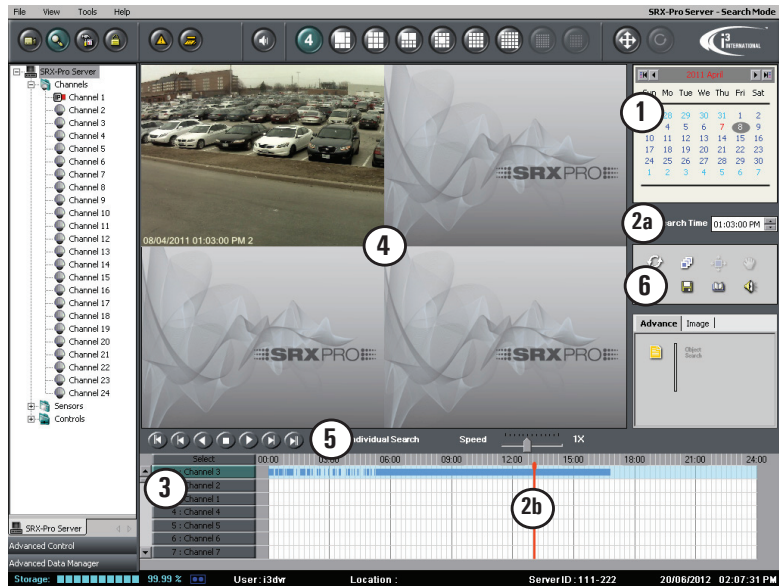 File View Tools Help SRX-Pro Server - Search Mode
4 i3 INTERNATIONAL
SRX-Pro Server
Channels
Channel 1
Channel 2
Channel 3
Channel 4
Channel 5
Channel 6
Channel 7
Channel 8
Channel 9
Channel 10
Channel 11
Channel 12
Channel 13
Channel 14
Channel 15
Channel 16
Channel 17
Channel 18
Channel 19
Channel 20
Channel 21
Channel 22
Channel 23
Channel 24
Sensors
Controls
SRX-Pro Server
Advanced Control
Advanced Data Manager
08/04/2011 01:03:00 PM 2
SRXPRO
SRXPRO
SRXPRO
4
2011 April
Mo Tue We Thu Fri Sat
28 29 30 31 1 2
4 5 6 7 8 9
10 11 12 13 14 15 16
17 18 19 20 21 22 23
24 25 26 27 28 29 30
1 2 3 4 5 6 7
1
2a
Time 01:03:00 PM
6
Advance Image
Object
Search
5 Search Speed 1X
Select 00:00 06:00 09:00 12:00 15:00 18:00 21:00 24:00
Channel 3
Channel 2
Channel 1
4 : Channel 4
5 : Channel 5
6 : Channel 6
7 : Channel 7
3
2b
Storage: 99.99 % User : i3dvr Location : Server ID : 111-222 20/06/2012 02:07:31 PM